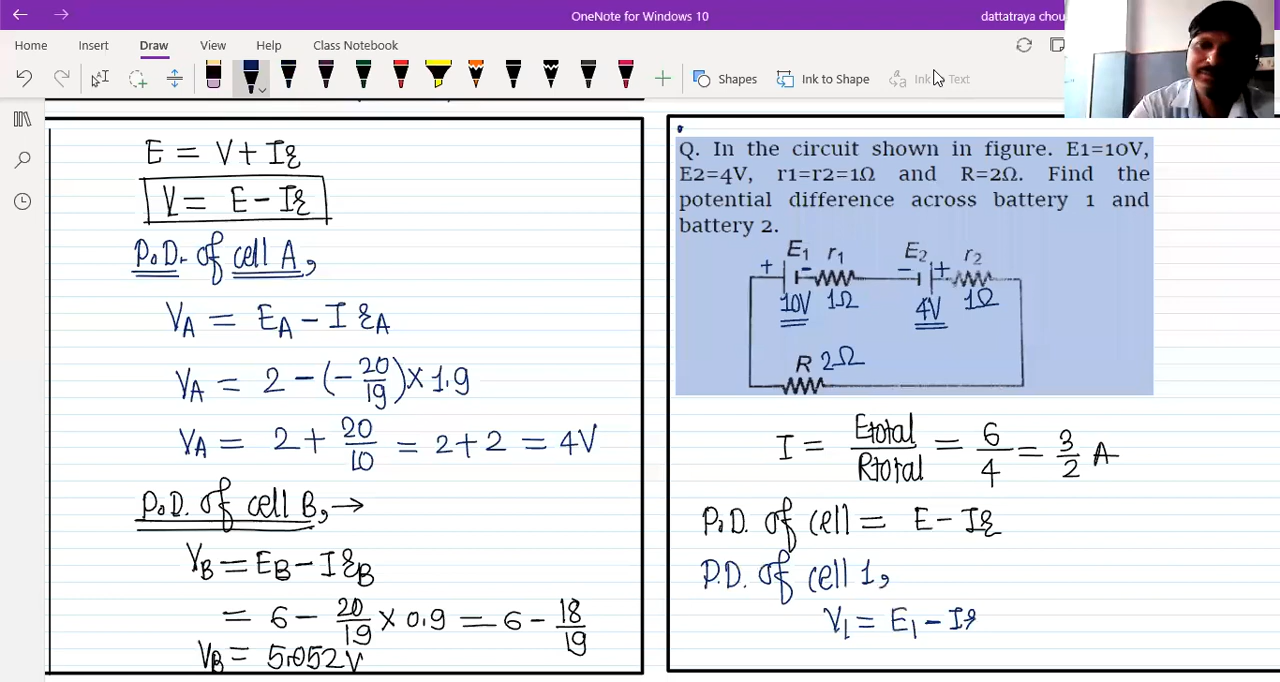 OneNote for Windows 10
dattatraya chou
Home Insert Draw View Help Class Notebook
Shapes Ink to Shape Ink Text
E = V + Ir
V = E - Ir
P.D. of cell A,
VA = EA - I rA
VA = 2 - (-20/19) × 1.9
VA = 2 + 20/10 = 2 + 2 = 4V
P.D. of cell B, →
VB = EB - I rB
= 6 - 20/19 × 0.9 = 6 - 18/19
VB = 5.052V
Q. In the circuit shown in figure. E1=10V,
E2=4V, r1=r2=1Ω and R=2Ω. Find the
potential difference across battery 1 and
battery 2.
E1 r1 E2 r2
+ - - +
10V 1Ω 4V 1Ω
R 2Ω
I = Etotal/Rtotal = 6/4 = 3/2 A
P.D. of cell = E - Ir
P.D. of cell 1,
V1 = E1 - Ir